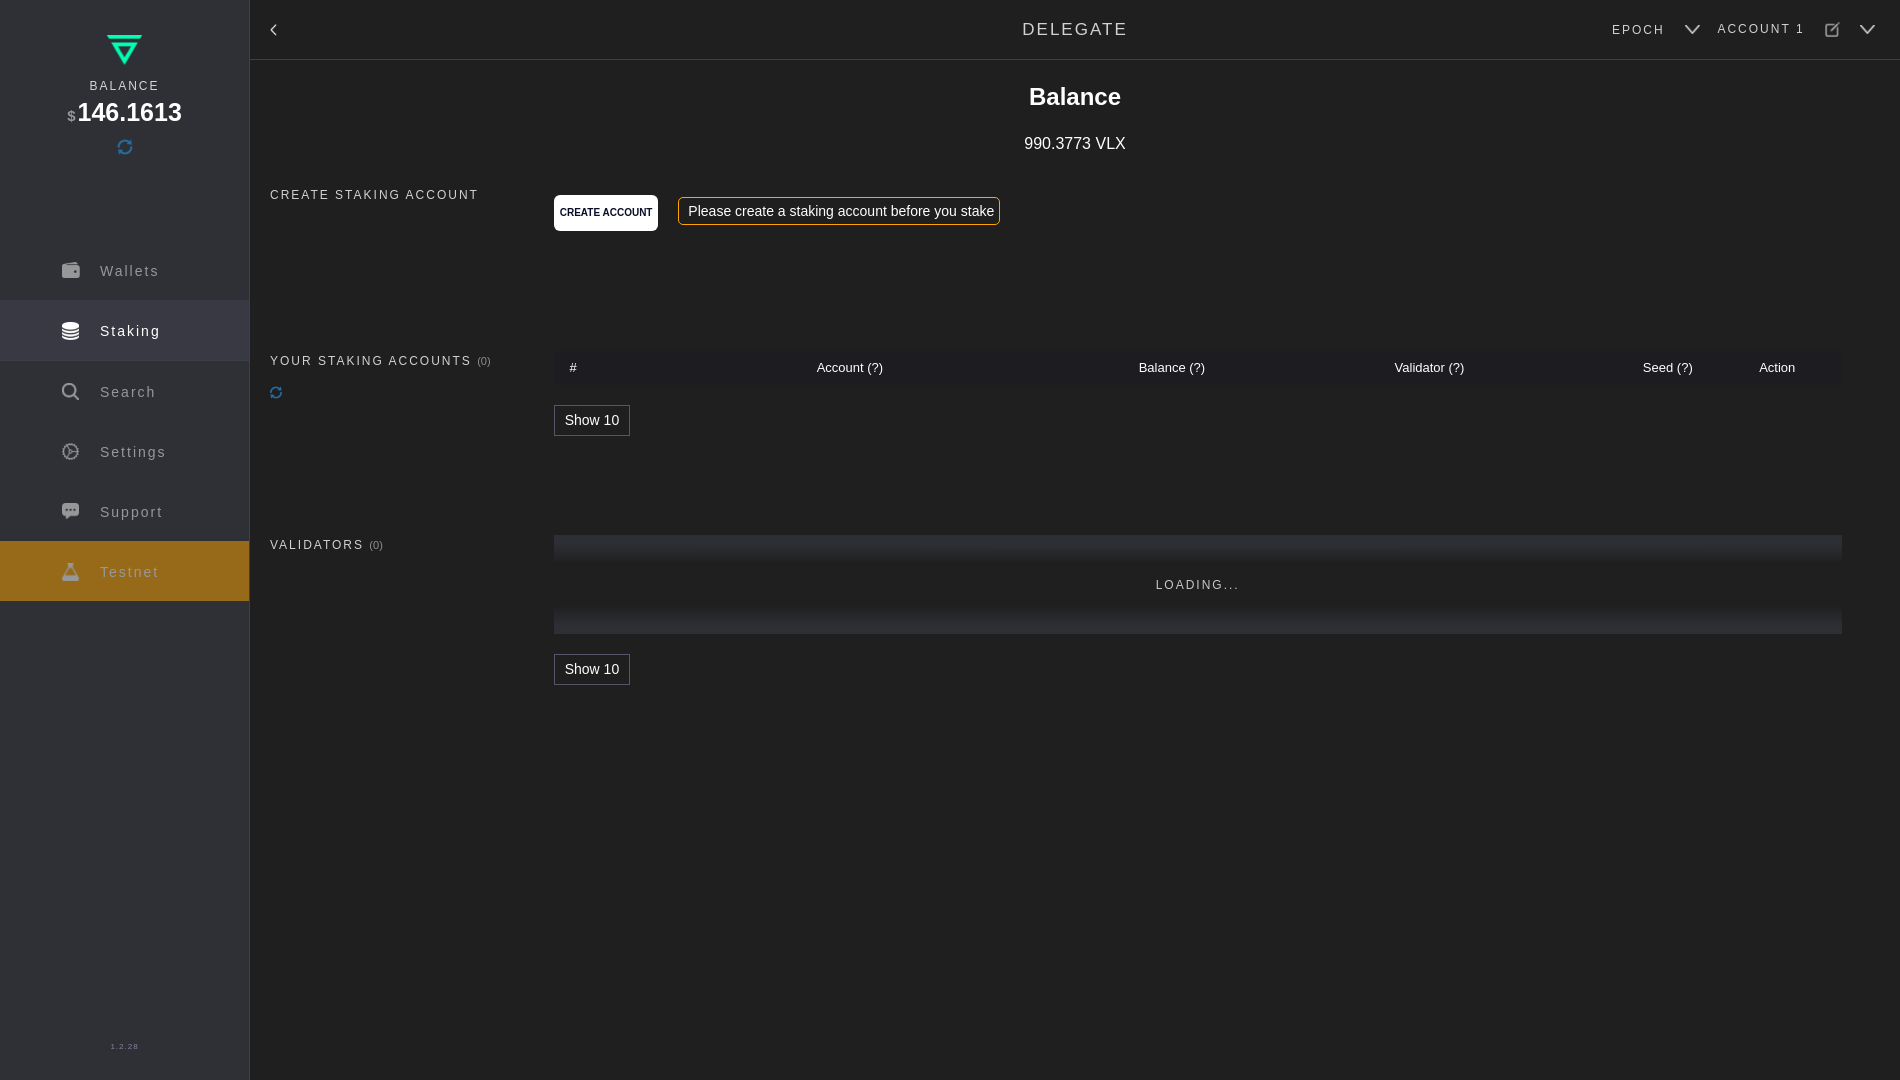 BALANCE
$146.1613
Wallets
Staking
Search
Settings
Support
Testnet
1.2.28
DELEGATE
EPOCH
ACCOUNT 1
Balance
990.3773 VLX
CREATE STAKING ACCOUNT
CREATE ACCOUNT
Please create a staking account before you stake
YOUR STAKING ACCOUNTS (0)
# Account (?) Balance (?) Validator (?) Seed (?) Action
Show 10
VALIDATORS (0)
LOADING...
Show 10